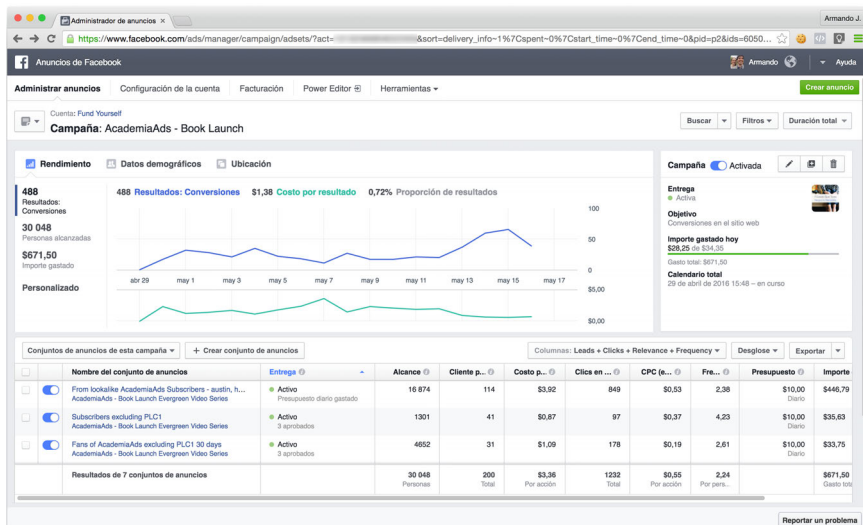 Administrador de anuncios
Armando J.
https://www.facebook.com/ads/manager/campaign/adsets/?act= &sort=delivery_info~1%7Cspent~0%7Cstart_time~0%7Cend_time~0&pid=p2&ids=6050...
Anuncios de Facebook
Armando
Ayuda
Administrar anuncios Configuración de la cuenta Facturación Power Editor Herramientas
Crear anuncio
Cuenta: Fund Yourself
Campaña: AcademiaAds - Book Launch
Buscar Filtros Duración total
Rendimiento Datos demográficos Ubicación
488
Resultados:
Conversiones
30 048
Personas alcanzadas
$671,50
Importe gastado
Personalizado
488 Resultados: Conversiones $1,38 Costo por resultado 0,72% Proporción de resultados
100
50
0
abr 29 may 1 may 3 may 5 may 7 may 9 may 11 may 13 may 15 may 17
$5,00
$0,00
Campaña Activada
Entrega
Activa
Objetivo
Conversiones en el sitio web
Importe gastado hoy
$28,25 de $34,35
Gasto total: $671,50
Calendario total
29 de abril de 2016 15:48 – en curso
Conjuntos de anuncios de esta campaña + Crear conjunto de anuncios
Columnas: Leads + Clicks + Relevance + Frequency Desglose Exportar
Nombre del conjunto de anuncios Entrega Alcance Cliente p... Costo p... Clics en ... CPC (e... Fre... Presupuesto Importe
From lookalike AcademiaAds Subscribers - austin, h... Activo 16 874 114 $3,92 849 $0,53 2,38 $10,00 $446,79
AcademiaAds - Book Launch Evergreen Video Series Presupuesto diario gastado Diario
Subscribers excluding PLC1 Activo 1301 41 $0,87 97 $0,37 4,23 $10,00 $35,63
AcademiaAds - Book Launch Evergreen Video Series 3 aprobados Diario
Fans of AcademiaAds excluding PLC1 30 days Activo 4652 31 $1,09 178 $0,19 2,61 $10,00 $33,75
AcademiaAds - Book Launch Evergreen Video Series 3 aprobados Diario
Resultados de 7 conjuntos de anuncios 30 048 200 $3,36 1232 $0,55 2,24 $671,50
Personas Total Por acción Total Por acción Por pers... Gasto tot
Reportar un problema